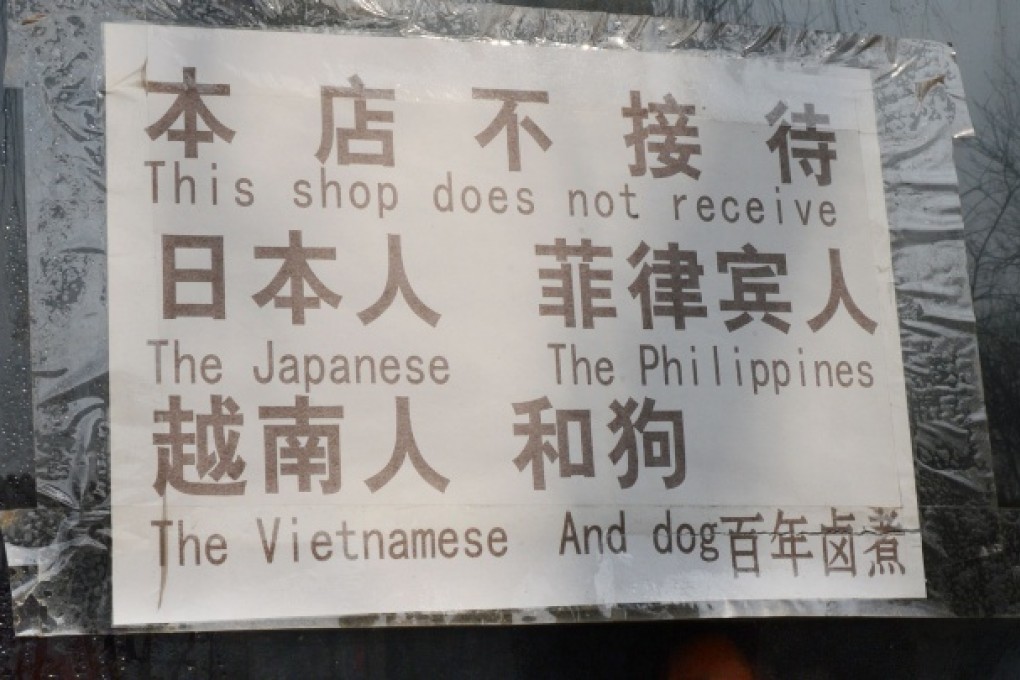 本店不接待
This shop does not receive
日本人 菲律宾人
The Japanese The Philippines
越南人 和狗
The Vietnamese And dog百年卤煮